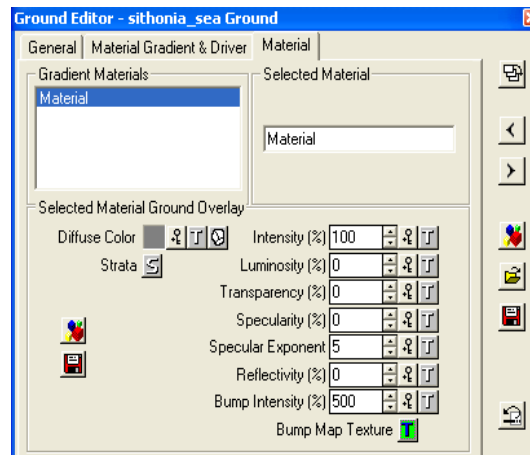 Ground Editor - sithonia_sea Ground
General Material Gradient & Driver Material
Gradient Materials Selected Material
Material
Material
Selected Material Ground Overlay
Diffuse Color T Intensity (%) 100 T
Strata S Luminosity (%) 0 T
Transparency (%) 0 T
Specularity (%) 0 T
Specular Exponent 5 T
Reflectivity (%) 0 T
Bump Intensity (%) 500 T
Bump Map Texture T